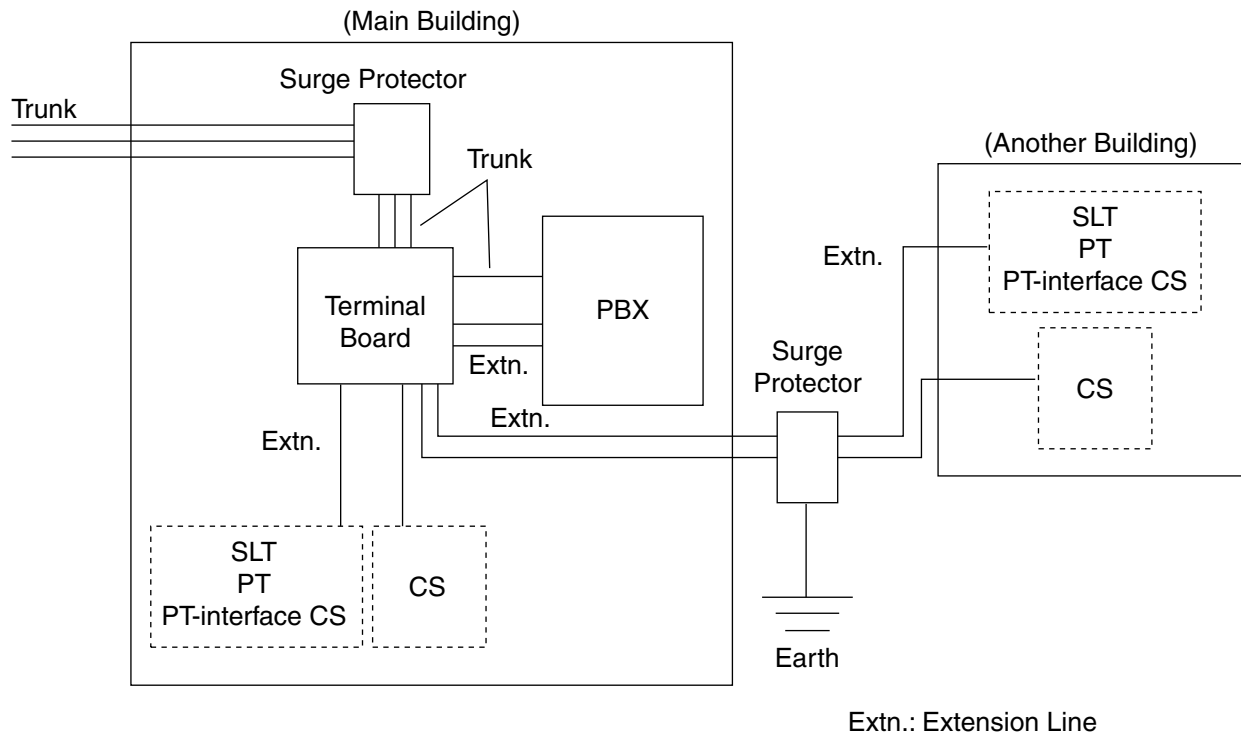 (Main Building)
Surge Protector
Trunk
Trunk
(Another Building)
SLT
PT
PT-interface CS
Extn.
Terminal
Board
PBX
Extn.
Surge
Protector
CS
Extn.
Extn.
SLT
PT
PT-interface CS
CS
Earth
Extn.: Extension Line